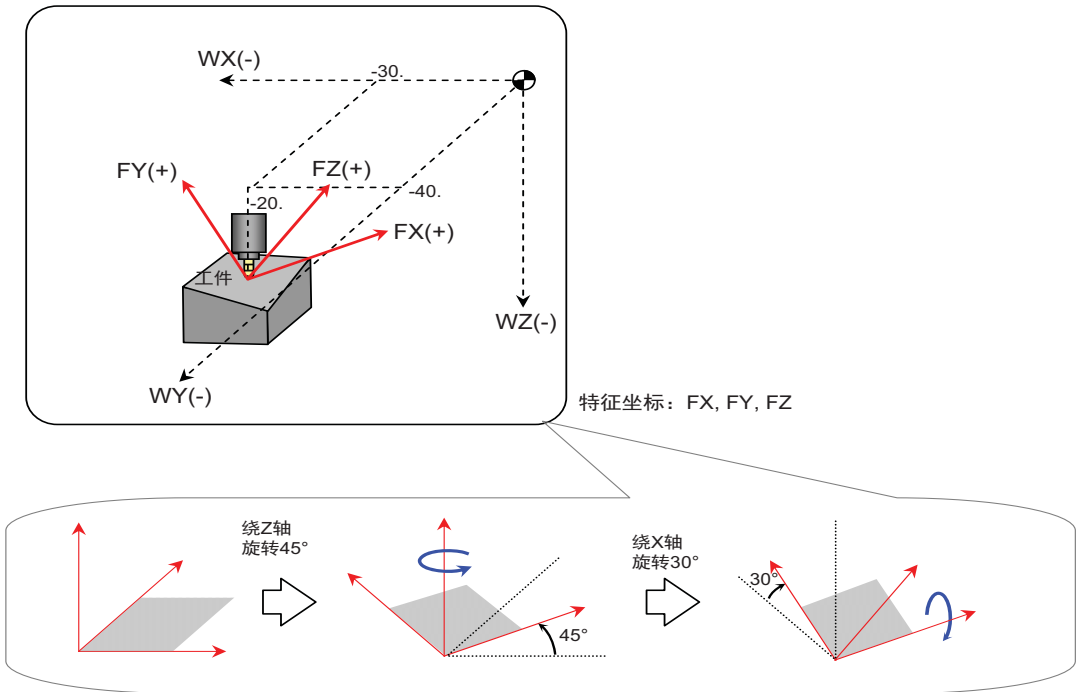 WX(-)
-30.
FY(+)
FZ(+)
-40.
-20.
FX(+)
工件
WZ(-)
WY(-)
特征坐标：FX, FY, FZ
绕Z轴
旋转45°
45°
绕X轴
旋转30°
30°